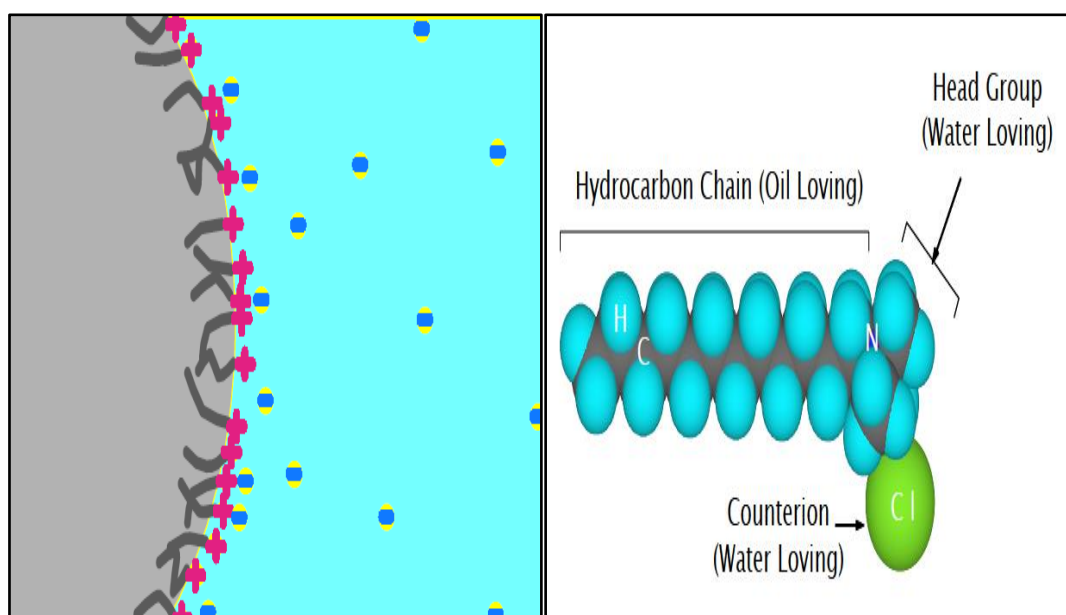 Head Group
(Water Loving)
Hydrocarbon Chain (Oil Loving)
H
C
N
Counterion
(Water Loving)
Cl